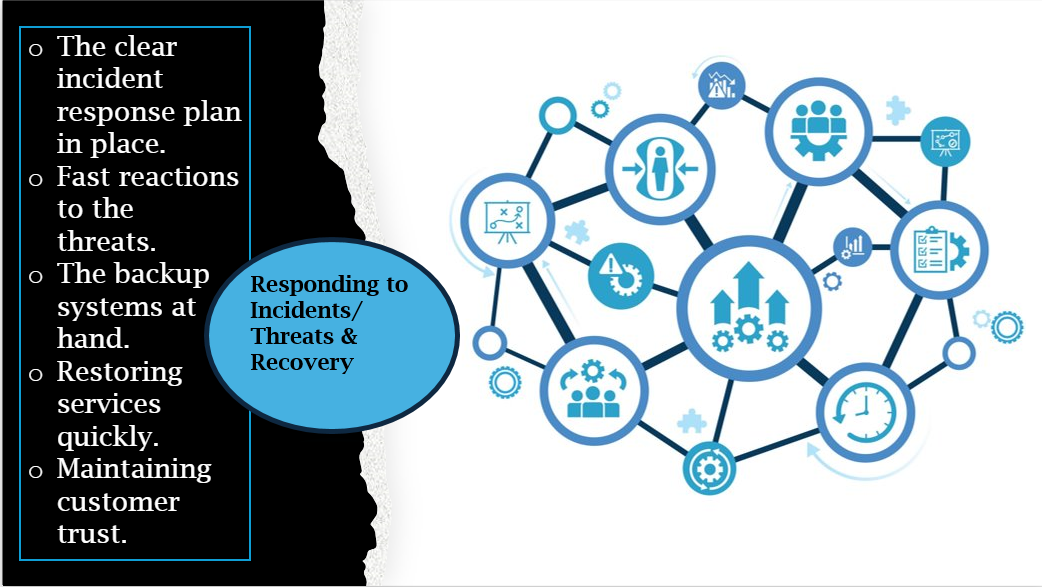 o The clear
incident
response plan
in place.
o Fast reactions
to the
threats.
o The backup
systems at
hand.
o Restoring
services
quickly.
o Maintaining
customer
trust.
Responding to
Incidents/
Threats &
Recovery